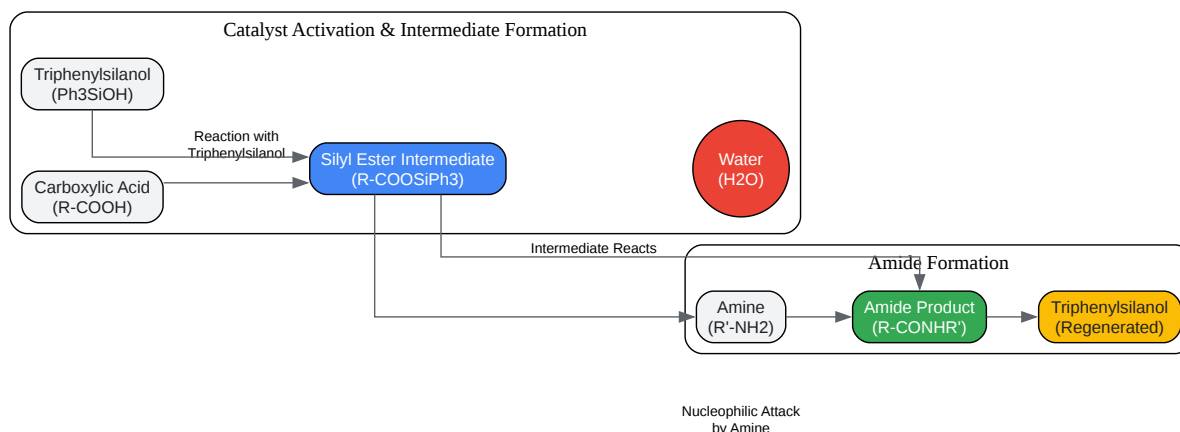 Catalyst Activation & Intermediate Formation
Triphenylsilanol
(Ph3SiOH)
Reaction with
Triphenylsilanol
Silyl Ester Intermediate
(R-COOSiPh3)
Water
(H2O)
Carboxylic Acid
(R-COOH)
Intermediate Reacts
Amide Formation
Amine
(R'-NH2)
Amide Product
(R-CONHR')
Triphenylsilanol
(Regenerated)
Nucleophilic Attack
by Amine